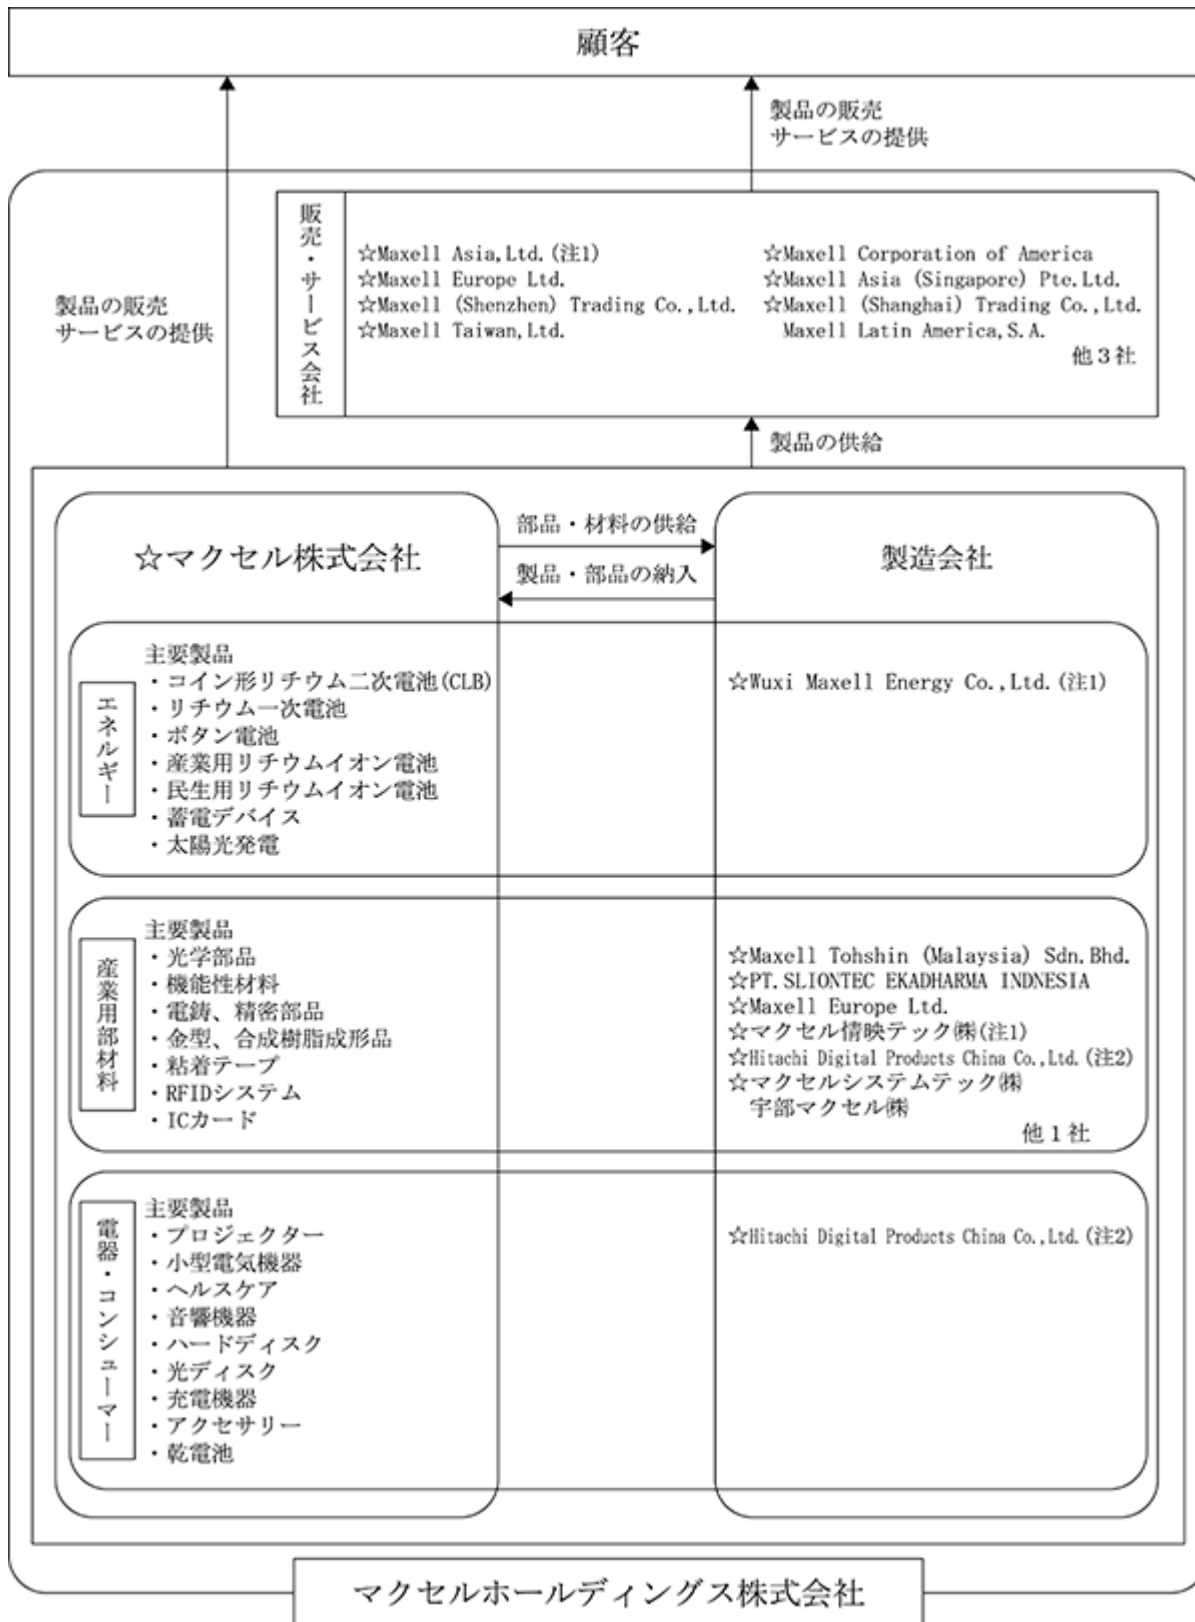 顧客
製品の販売
サービスの提供
製品の販売
サービスの提供
販売・サービス会社
☆Maxell Asia,Ltd.(注1)
☆Maxell Europe Ltd.
☆Maxell (Shenzhen) Trading Co.,Ltd.
☆Maxell Taiwan,Ltd.
☆Maxell Corporation of America
☆Maxell Asia (Singapore) Pte.Ltd.
☆Maxell (Shanghai) Trading Co.,Ltd.
Maxell Latin America,S.A.
他3社
製品の供給
☆マクセル株式会社
部品・材料の供給
製品・部品の納入
製造会社
エネルギー
主要製品
・コイン形リチウム二次電池(CLB)
・リチウム一次電池
・ボタン電池
・産業用リチウムイオン電池
・民生用リチウムイオン電池
・蓄電デバイス
・太陽光発電
☆Wuxi Maxell Energy Co.,Ltd.(注1)
産業用部材料
主要製品
・光学部品
・機能性材料
・電鋳、精密部品
・金型、合成樹脂成形品
・粘着テープ
・RFIDシステム
・ICカード
☆Maxell Tohshin (Malaysia) Sdn.Bhd.
☆PT.SLIONTEC EKADHARMA INDNESIA
☆Maxell Europe Ltd.
☆マクセル情映テック㈱(注1)
☆Hitachi Digital Products China Co.,Ltd.(注2)
☆マクセルシステムテック㈱
宇部マクセル㈱
他1社
電器・コンシューマー
主要製品
・プロジェクター
・小型電気機器
・ヘルスケア
・音響機器
・ハードディスク
・光ディスク
・充電機器
・アクセサリー
・乾電池
☆Hitachi Digital Products China Co.,Ltd.(注2)
マクセルホールディングス株式会社